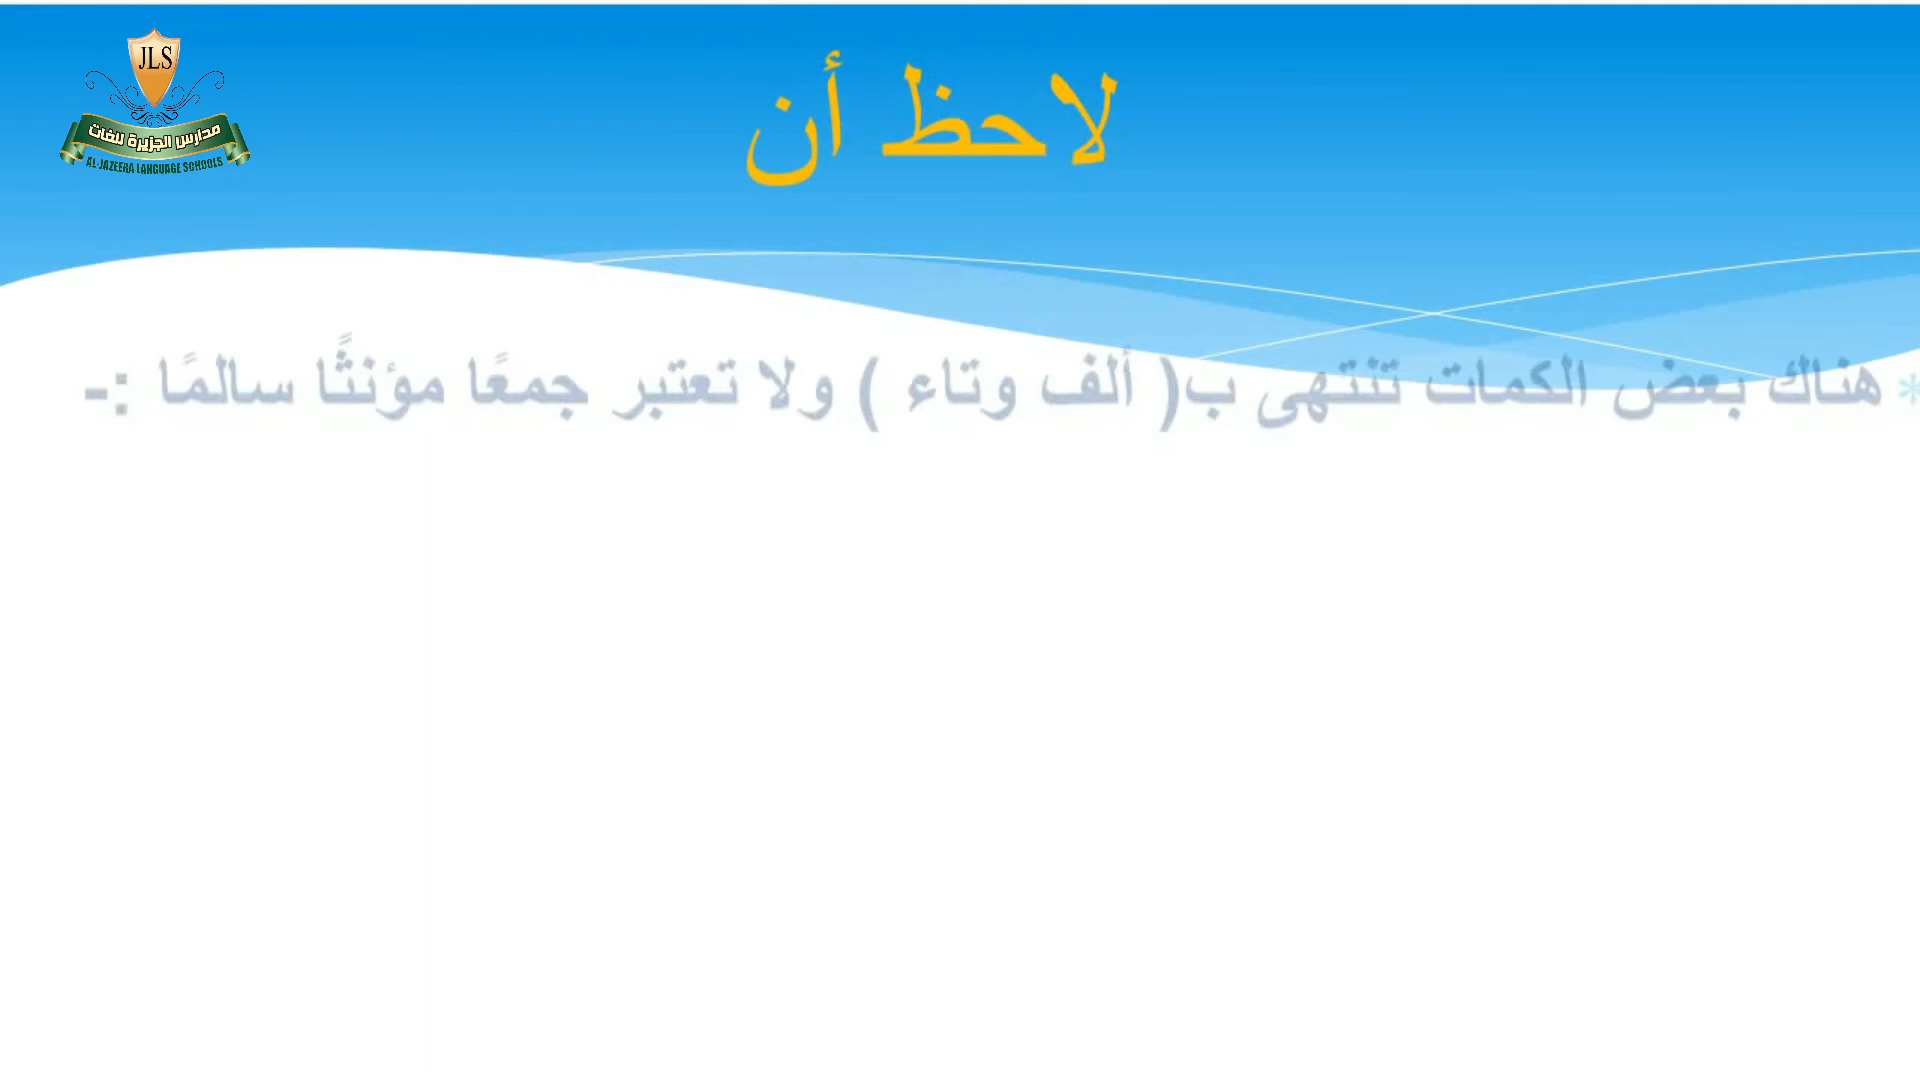 JLS
مدارس الجزيرة للغات
AL-JAZEERA LANGUAGE SCHOOLS
لاحظ أن
* هناك بعض الكمات تنتهى ب( ألف وتاء ) ولا تعتبر جمعًا مؤنثًا سالمًا :-